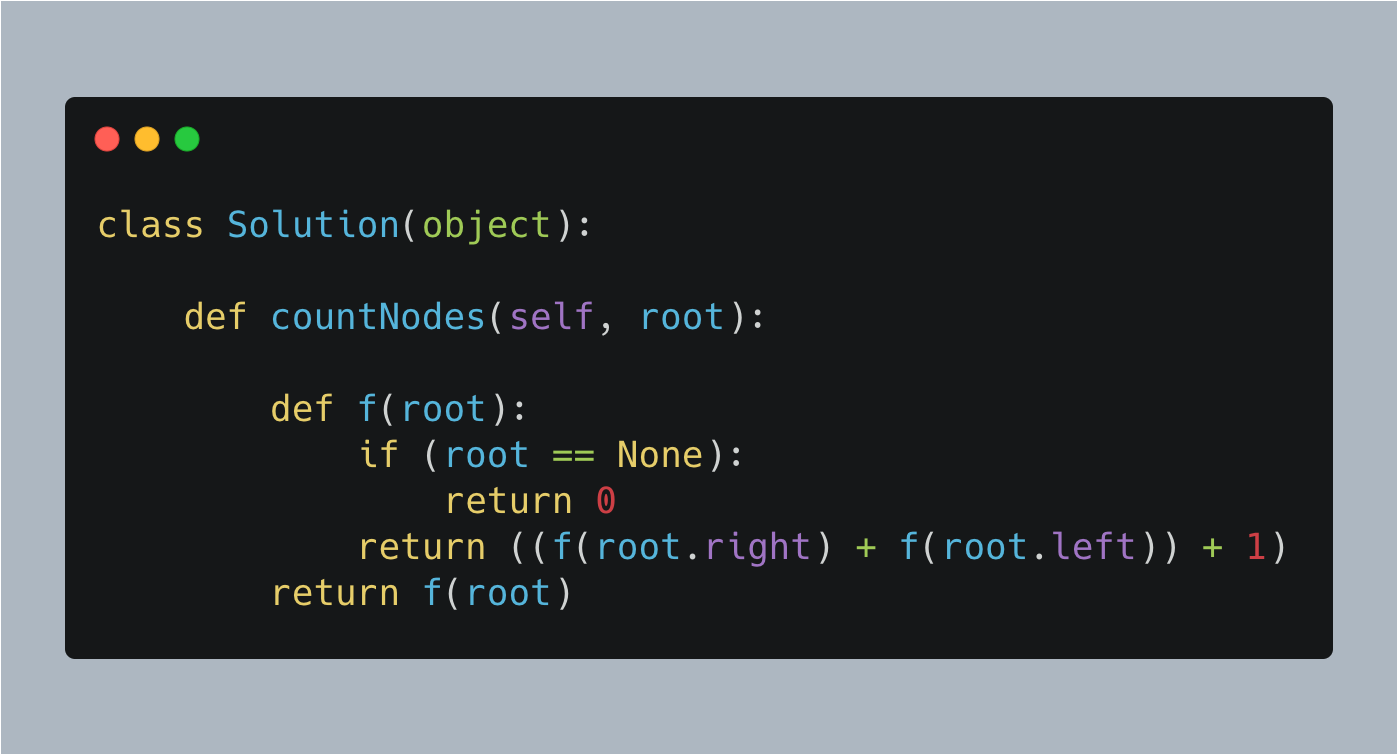 class Solution(object):
    def countNodes(self, root):
        def f(root):
            if (root == None):
                return 0
            return ((f(root.right) + f(root.left)) + 1)
        return f(root)